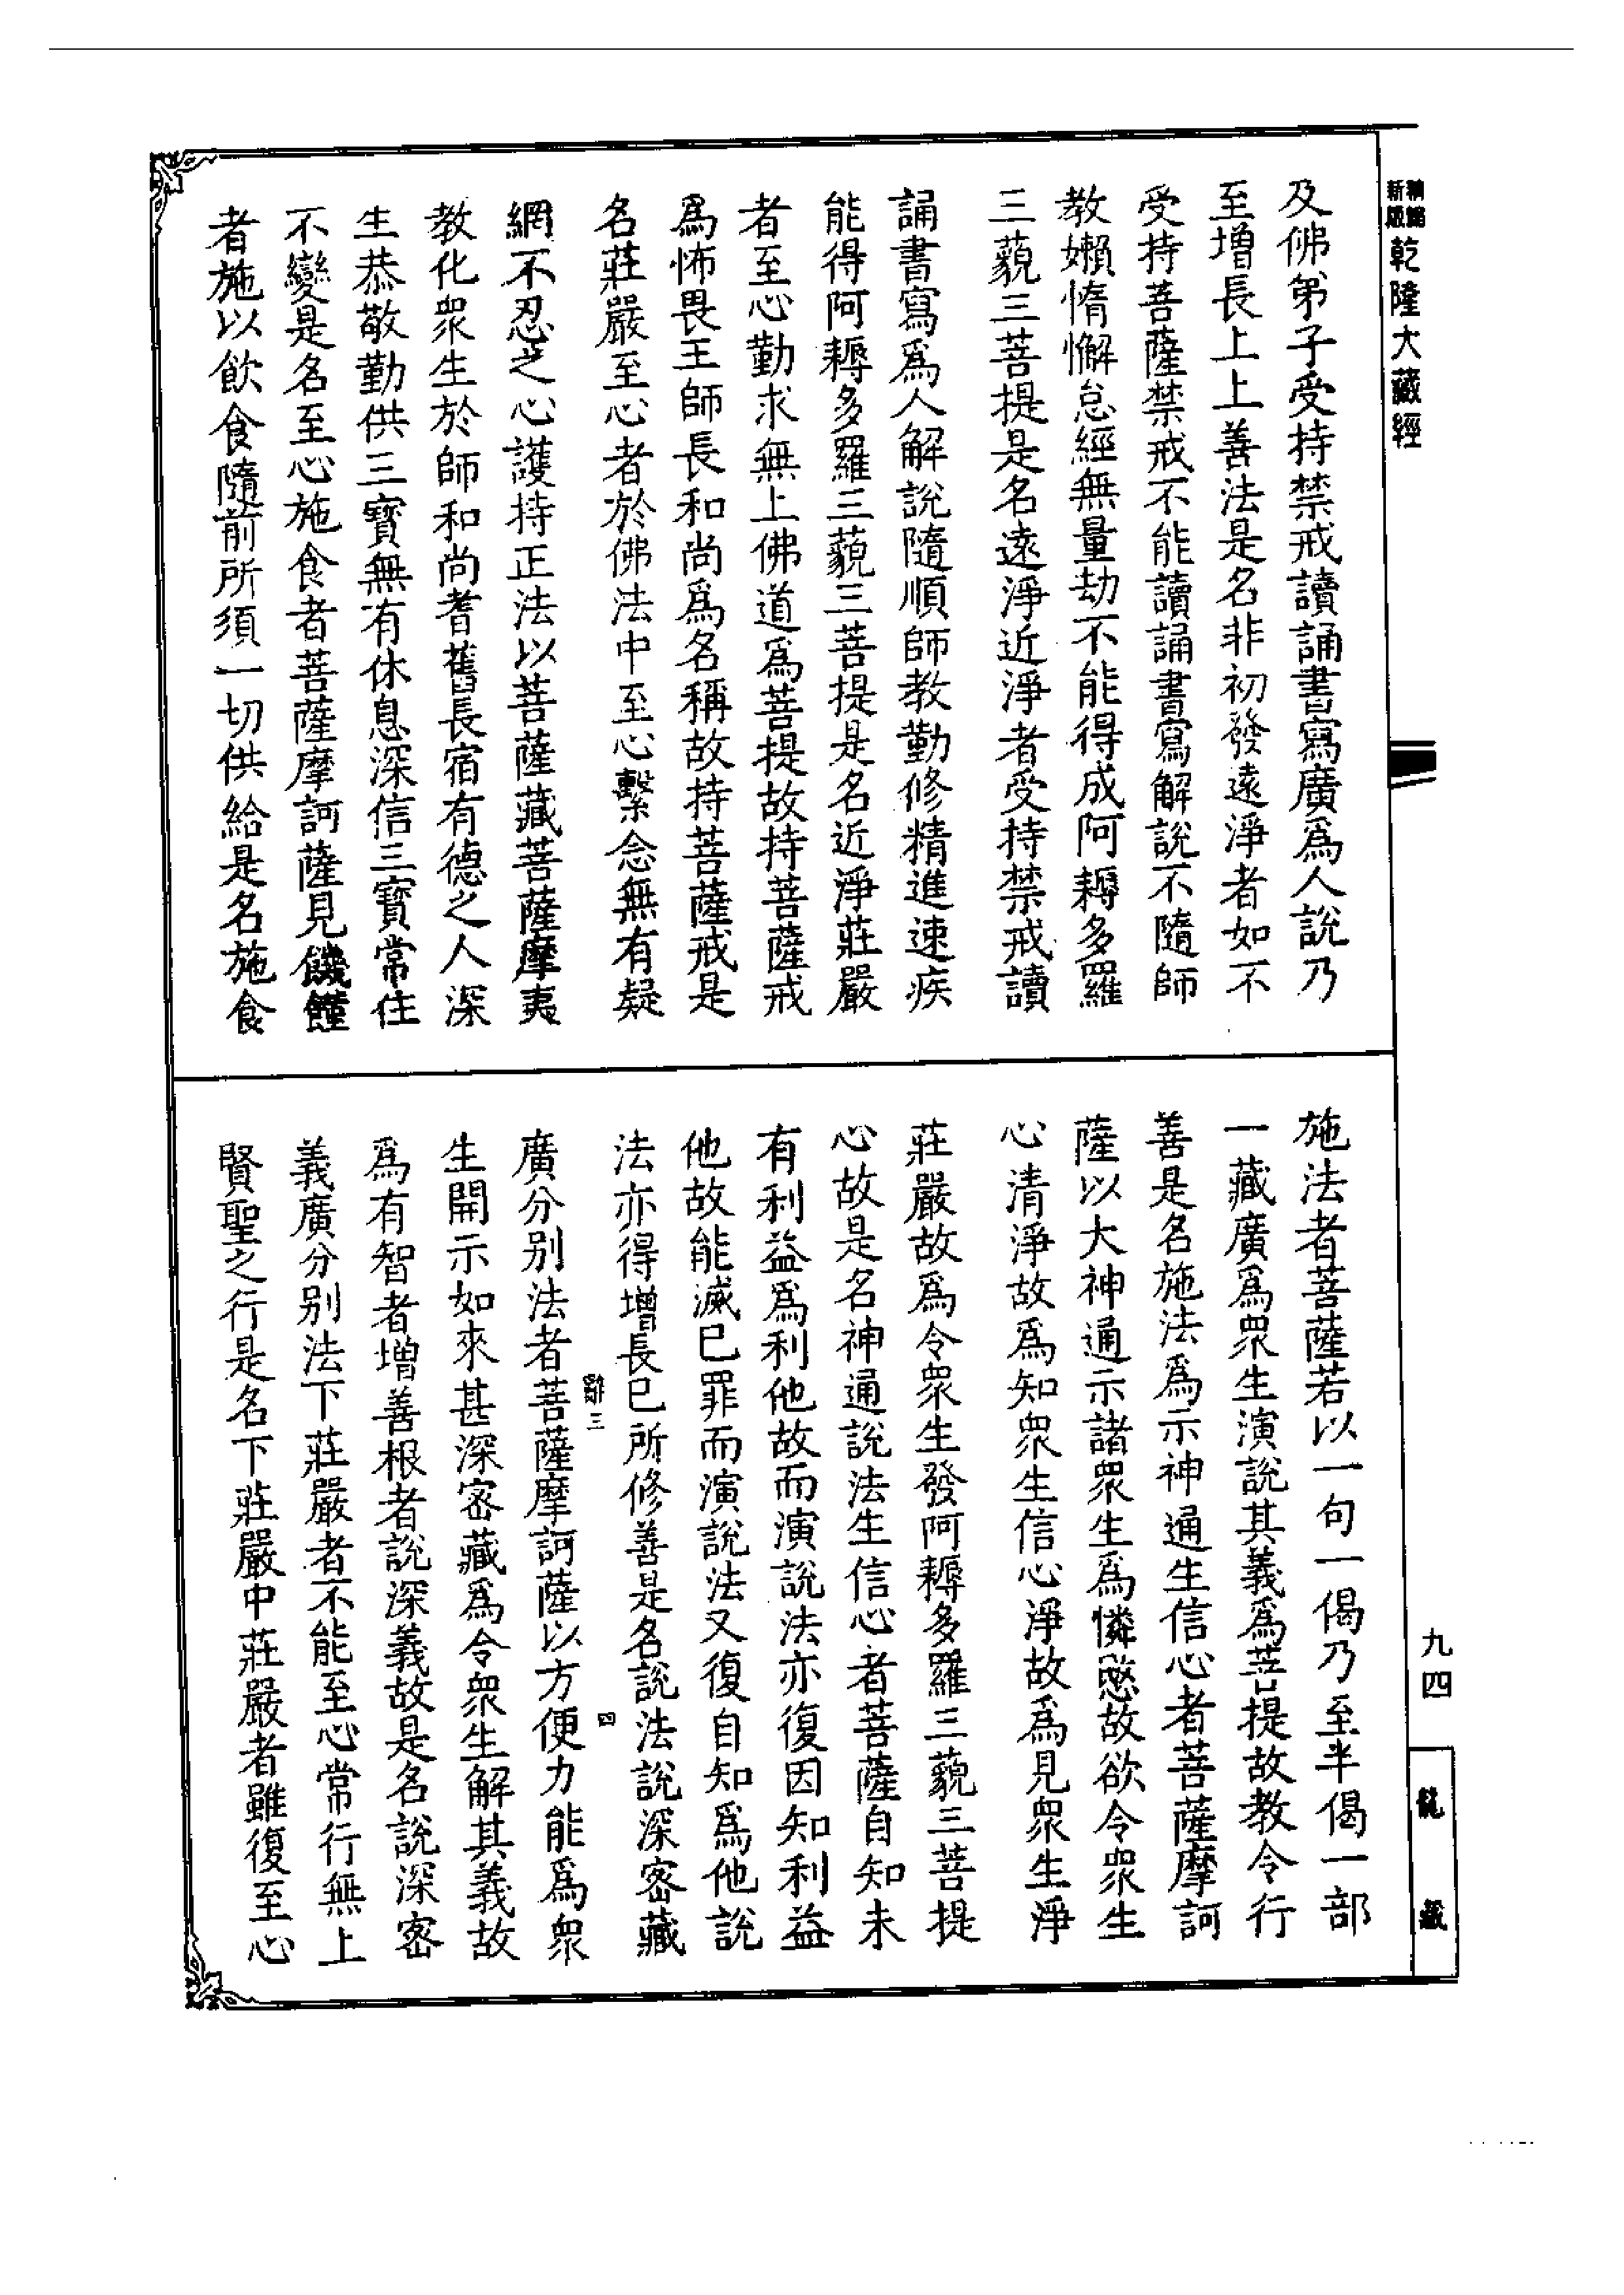 新編縮版乾隆大藏經
及佛弟子受持禁戒讀誦書寫廣爲人說乃
至增長上上善法是名非初發遠淨者如不
受持菩薩禁戒不能讀誦書寫解說不隨師
教嬾惰懈怠經無量劫不能得成阿耨多羅
三藐三菩提是名遠淨近淨者受持禁戒讀
誦書寫爲人解說隨順師教勤修精進速疾
能得阿耨多羅三藐三菩提是名近淨莊嚴
者至心勤求無上佛道爲菩提故持菩薩戒
爲怖畏王師長和尚爲名稱故持菩薩戒是
名莊嚴至心者於佛法中至心繫念無有疑
網不忍之心護持正法以菩薩藏菩薩摩夷
教化衆生於師和尚耆舊長宿有德之人深
生恭敬勤供三寶無有休息深信三寶常住
不變是名至心施食者菩薩摩訶薩見饑饉
者施以飲食隨前所須一切供給是名施食
施法者菩薩若以一句一偈乃至半偈一部
一藏廣爲衆生演說其義爲菩提故教令行
善是名施法爲示神通生信心者菩薩摩訶
薩以大神通示諸衆生爲憐愍故欲令衆生
心清淨故爲知衆生信心淨故爲見衆生淨
莊嚴故爲令衆生發阿耨多羅三藐三菩提
心故是名神通說法生信心者菩薩自知未
有利益爲利他故而演說法亦復因知利益
他故能滅已罪而演說法又復自知爲他說
法亦得增長已所修善是名說法說深密藏
三 四
廣分别法者菩薩摩訶薩以方便力能爲衆
生開示如來甚深密藏爲令衆生解其義故
爲有智者增善根者說深義故是名說深密
義廣分别法下莊嚴者不能至心常行無上
賢聖之行是名下莊嚴中莊嚴者雖復至心
九四
龍藏